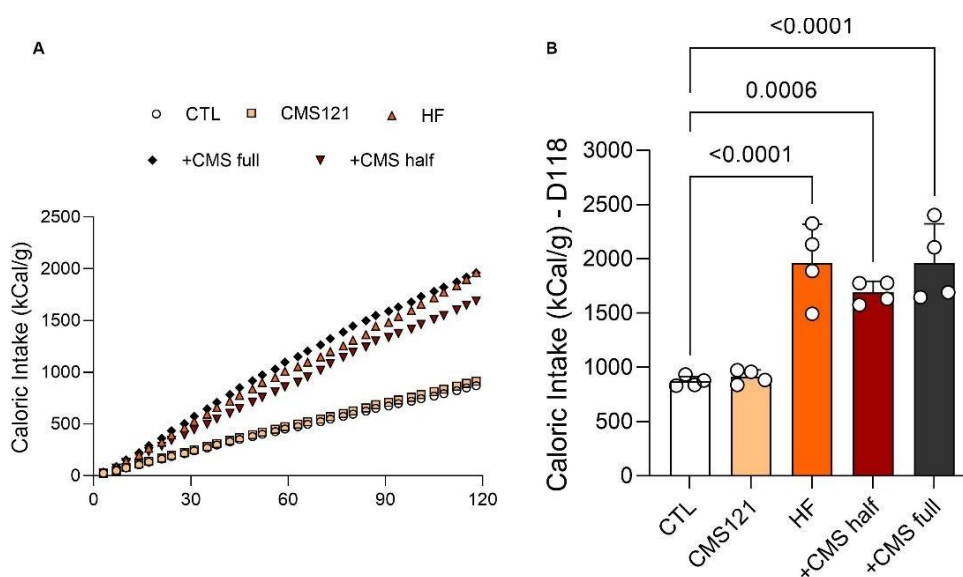 A
CTL CMS121 HF
+CMS full +CMS half
Caloric Intake (kCal/g)
2500
2000
1500
1000
500
0
0 30 60 90 120
B
<0.0001
0.0006
<0.0001
Caloric Intake (kCal/g) - D118
3000
2500
2000
1500
1000
500
0
CTL
CMS121
HF
+CMS half
+CMS full